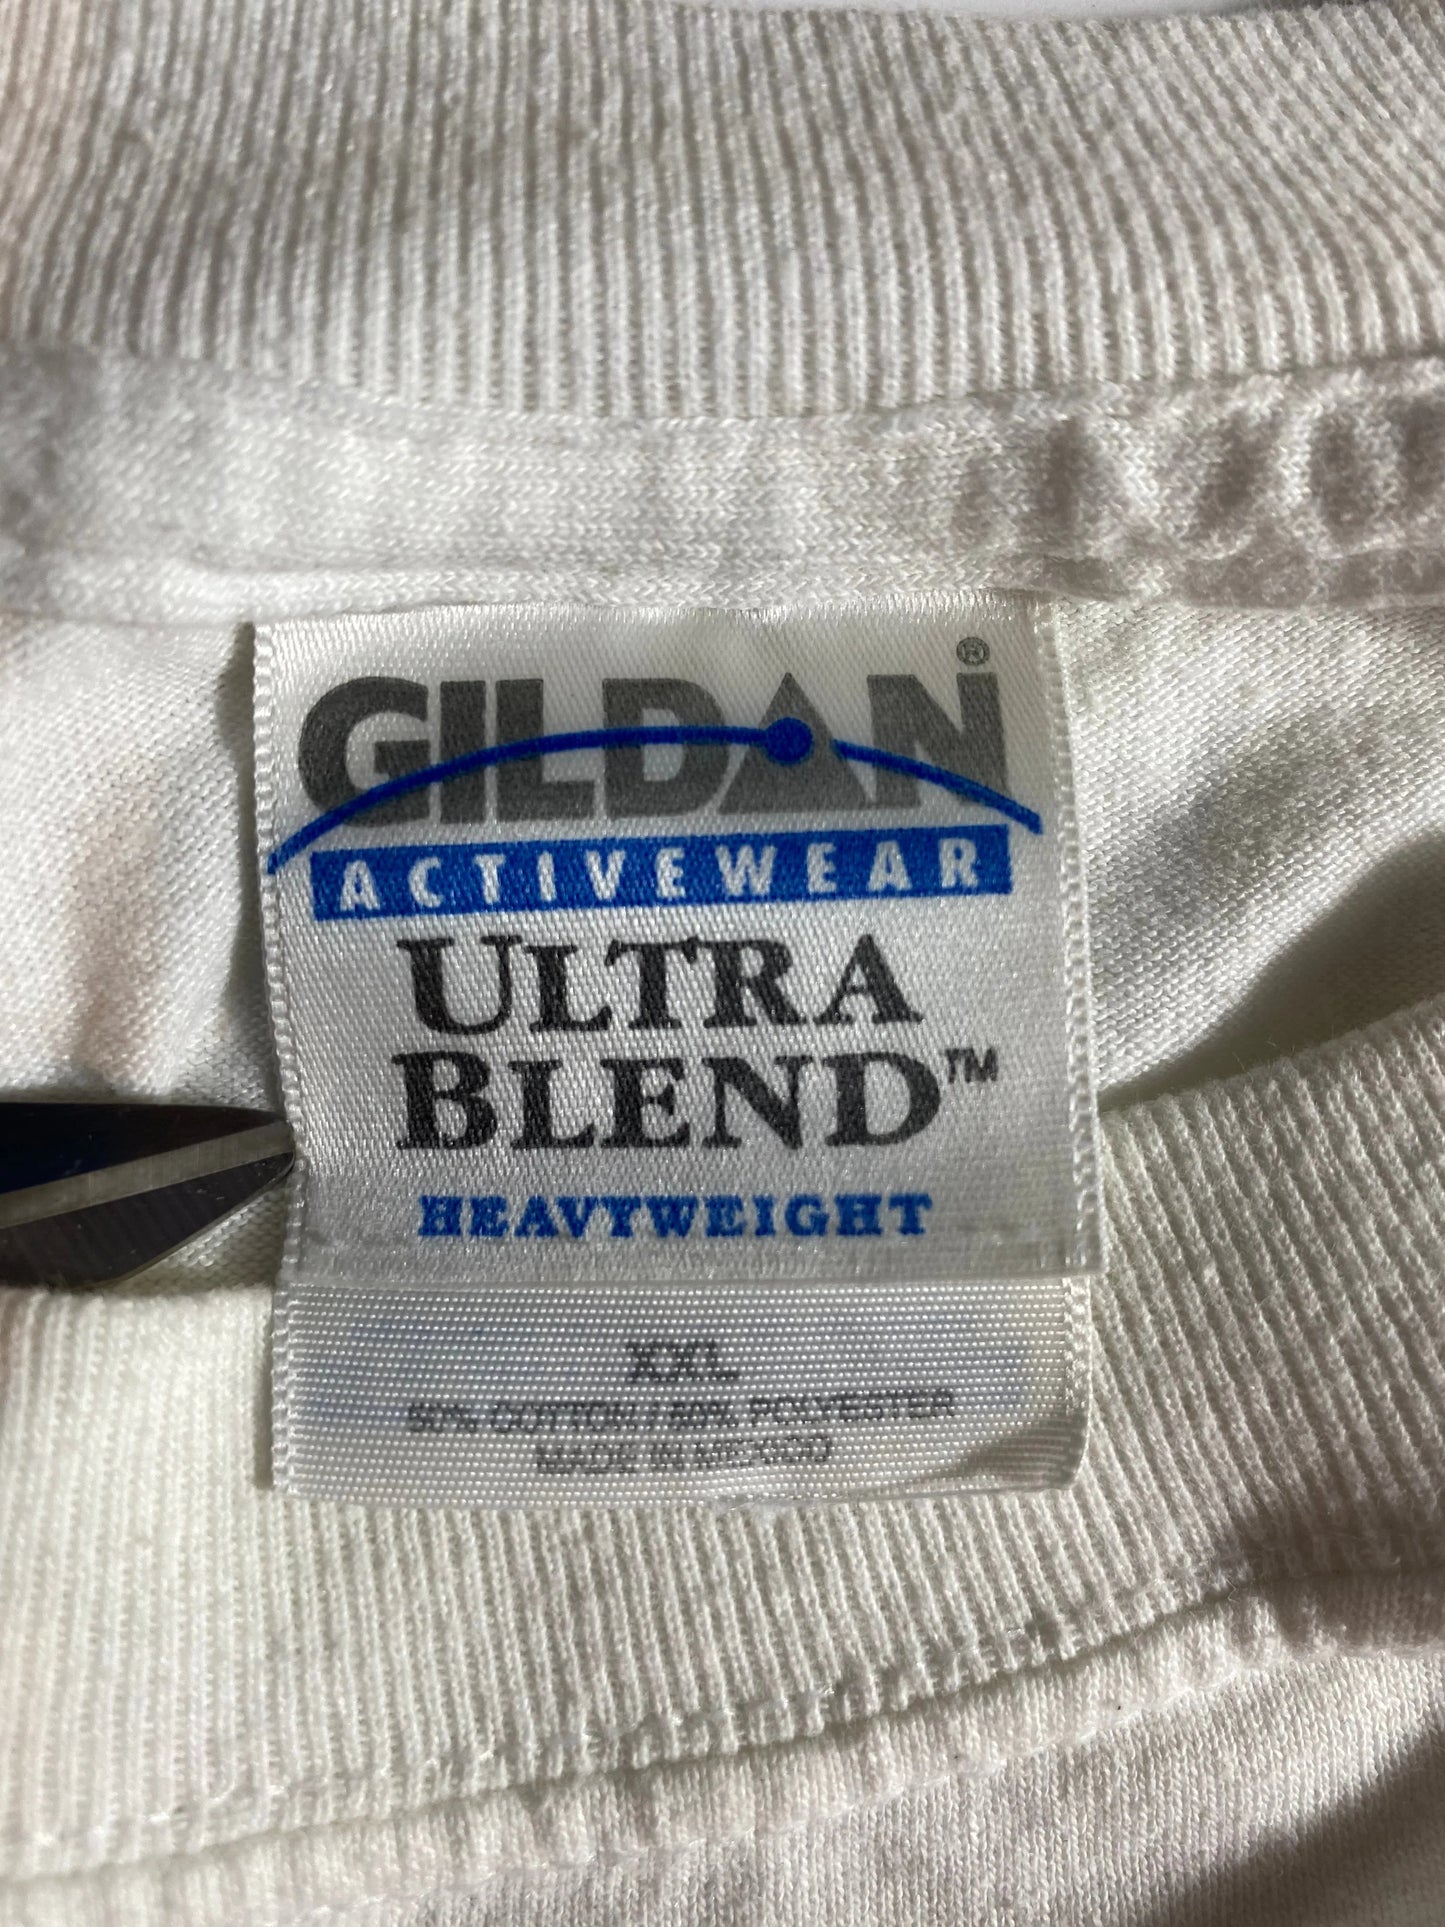 GILDAN®
ACTIVEWEAR
ULTRA
BLEND™
HEAVYWEIGHT
XXL
50% COTTON / 50% POLYESTER
MADE IN MEXICO